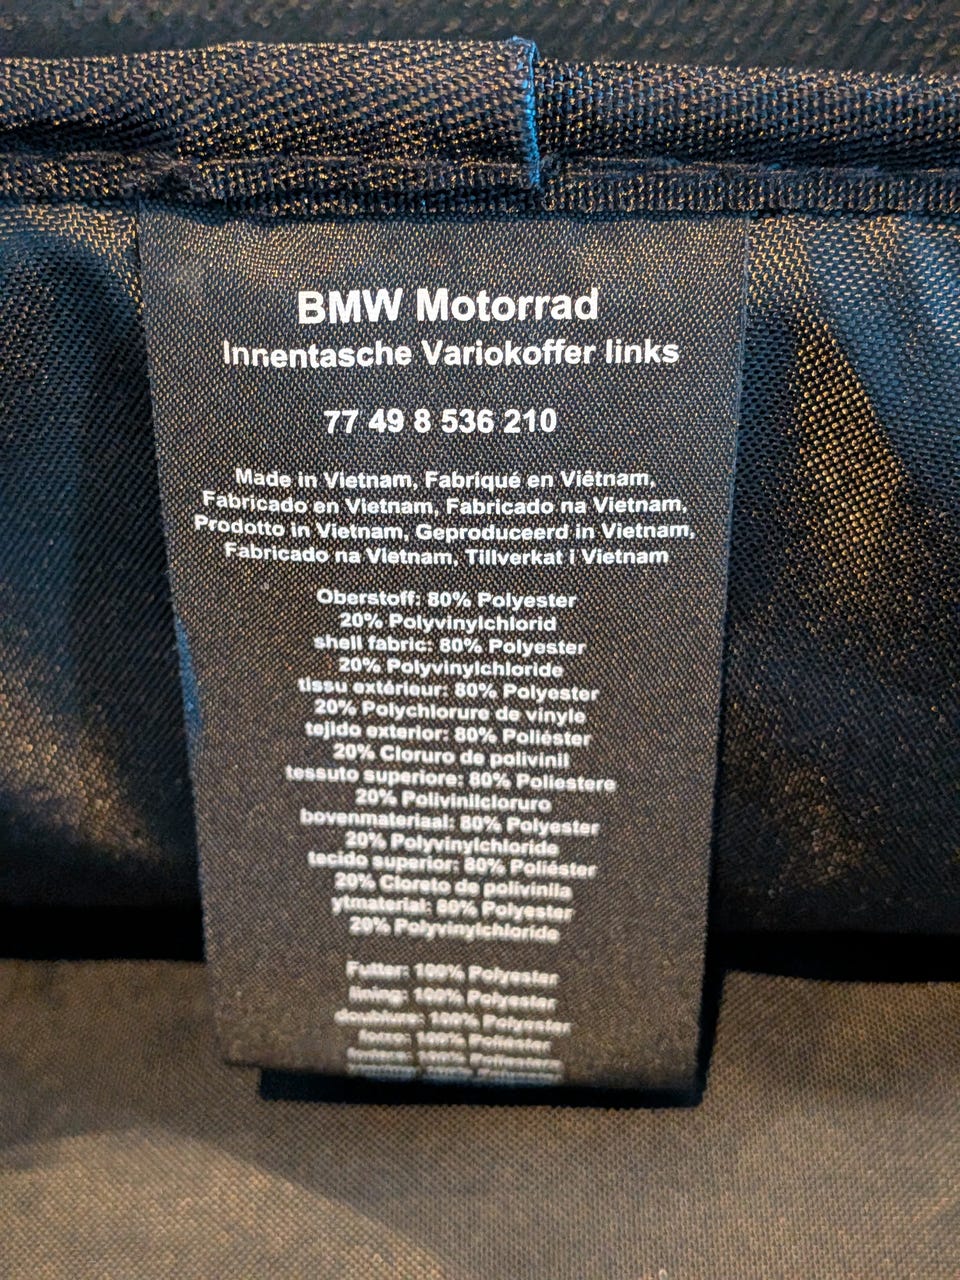 BMW Motorrad
Innentasche Variokoffer links
77 49 8 536 210
Made in Vietnam, Fabriqué en Viêtnam,
Fabricado en Vietnam, Fabricado na Vietnam,
Prodotto in Vietnam, Geproduceerd in Vietnam,
Fabricado na Vietnam, Tillverkat i Vietnam
Oberstoff: 80% Polyester
20% Polyvinylchlorid
shell fabric: 80% Polyester
20% Polyvinylchloride
tissu extérieur: 80% Polyester
20% Polychlorure de vinyle
tejido exterior: 80% Poliéster
20% Cloruro de polivinil
tessuto superiore: 80% Poliestere
20% Polivinilcloruro
bovenmateriaal: 80% Polyester
20% Polyvinylchloride
tecido superior: 80% Poliéster
20% Cloreto de polivinila
ytmaterial: 80% Polyester
20% Polyvinylchloride
Futter: 100% Polyester
lining: 100% Polyester
doublure: 100% Polyester
forro: 100% Poliéster
100%